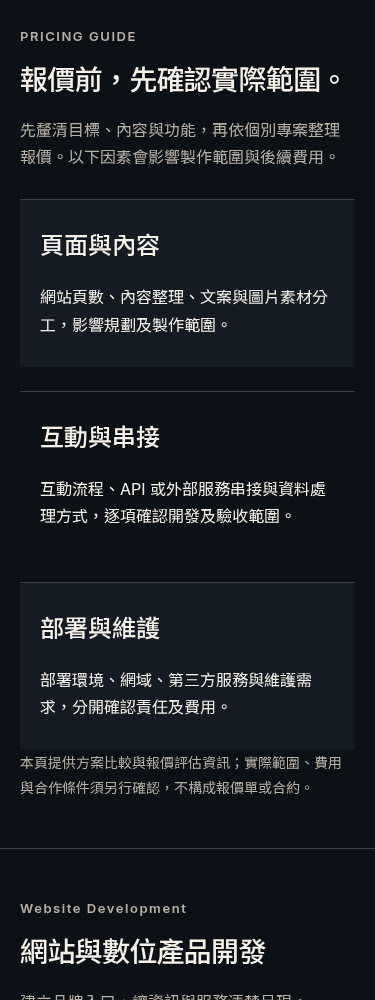 PRICING GUIDE
報價前，先確認實際範圍。
先釐清目標、內容與功能，再依個別專案整理
報價。以下因素會影響製作範圍與後續費用。
頁面與內容
網站頁數、內容整理、文案與圖片素材分
工，影響規劃及製作範圍。
互動與串接
互動流程、API 或外部服務串接與資料處
理方式，逐項確認開發及驗收範圍。
部署與維護
部署環境、網域、第三方服務與維護需
求，分開確認責任及費用。
本頁提供方案比較與報價評估資訊；實際範圍、費用
與合作條件須另行確認，不構成報價單或合約。
Website Development
網站與數位產品開發